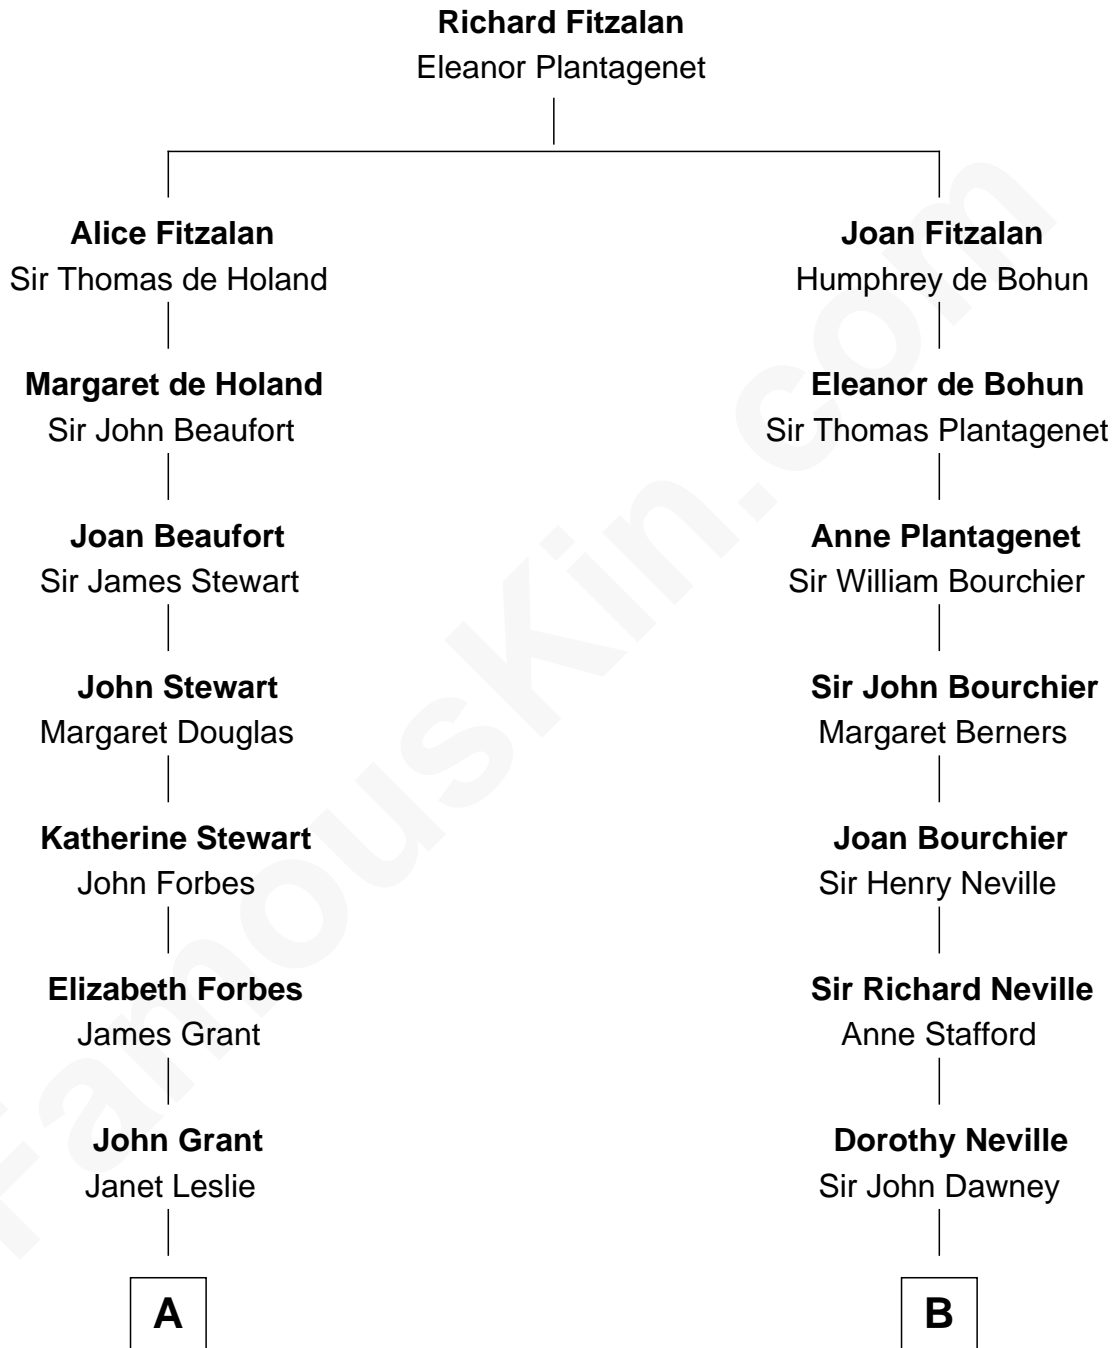 Richard Fitzalan
Eleanor Plantagenet
Alice Fitzalan
Sir Thomas de Holand
Joan Fitzalan
Humphrey de Bohun
Margaret de Holand
Sir John Beaufort
Eleanor de Bohun
Sir Thomas Plantagenet
Joan Beaufort
Sir James Stewart
Anne Plantagenet
Sir William Bourchier
John Stewart
Margaret Douglas
Sir John Bourchier
Margaret Berners
Katherine Stewart
John Forbes
Joan Bourchier
Sir Henry Neville
Elizabeth Forbes
James Grant
Sir Richard Neville
Anne Stafford
John Grant
Janet Leslie
Dorothy Neville
Sir John Dawney
A
B
FamousKin.com